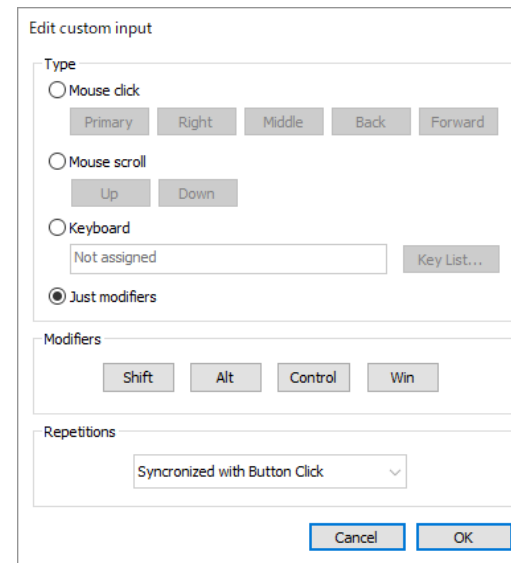 Edit custom input
Type
Mouse click
Primary Right Middle Back Forward
Mouse scroll
Up Down
Keyboard
Not assigned Key List...
Just modifiers
Modifiers
Shift Alt Control Win
Repetitions
Syncronized with Button Click
Cancel OK